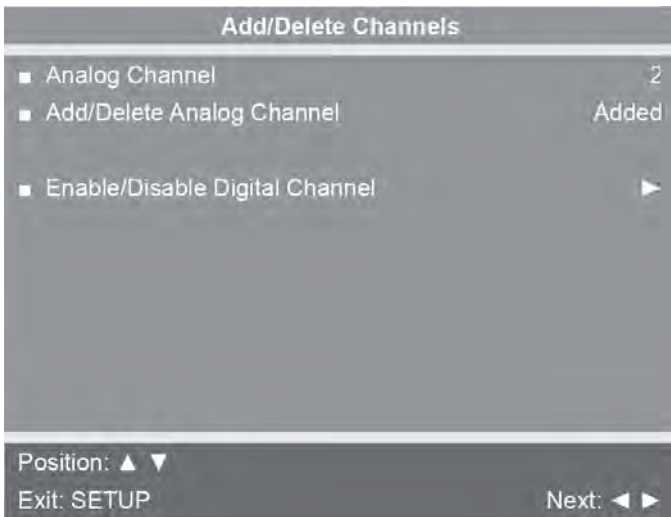 Add/Delete Channels
■ Analog Channel 2
■ Add/Delete Analog Channel Added
■ Enable/Disable Digital Channel ►
Position: ▲ ▼
Exit: SETUP Next: ◄ ►